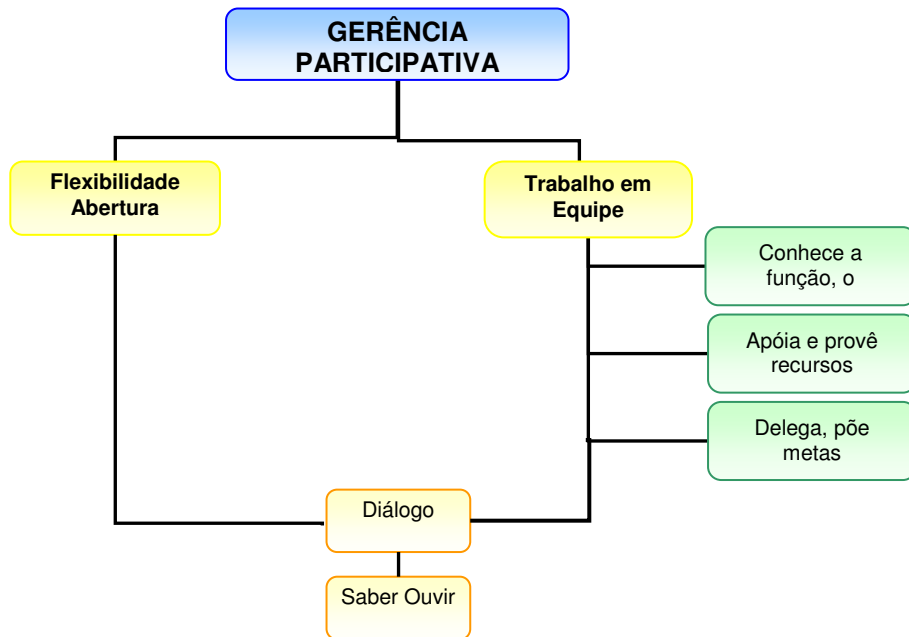 GERÊNCIA
PARTICIPATIVA
Flexibilidade
Abertura
Trabalho em
Equipe
Conhece a
função, o
Apóia e provê
recursos
Delega, põe
metas
Diálogo
Saber Ouvir